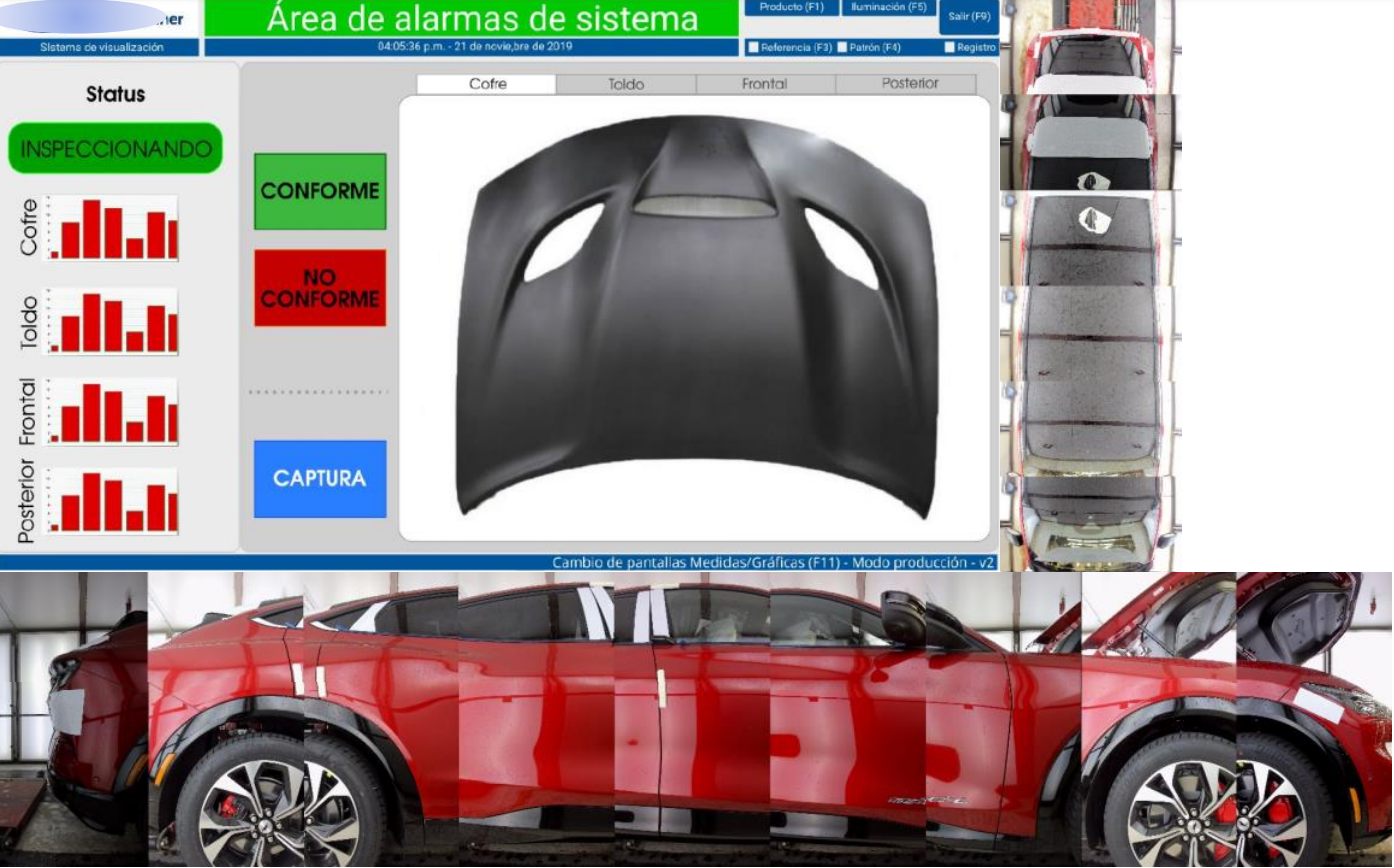 ner
Área de alarmas de sistema
Producto (F1)
Iluminación (F5)
Salir (F9)
Sistema de visualización
04:05:36 p.m. - 21 de novie,bre de 2019
Referencia (F3)
Patrón (F4)
Registro
Status
INSPECCIONANDO
Cofre
Toldo
Frontal
Posterior
CONFORME
NO
CONFORME
CAPTURA
Cofre
Toldo
Frontal
Posterior
Cambio de pantallas Medidas/Gráficas (F11) - Modo producción - v2